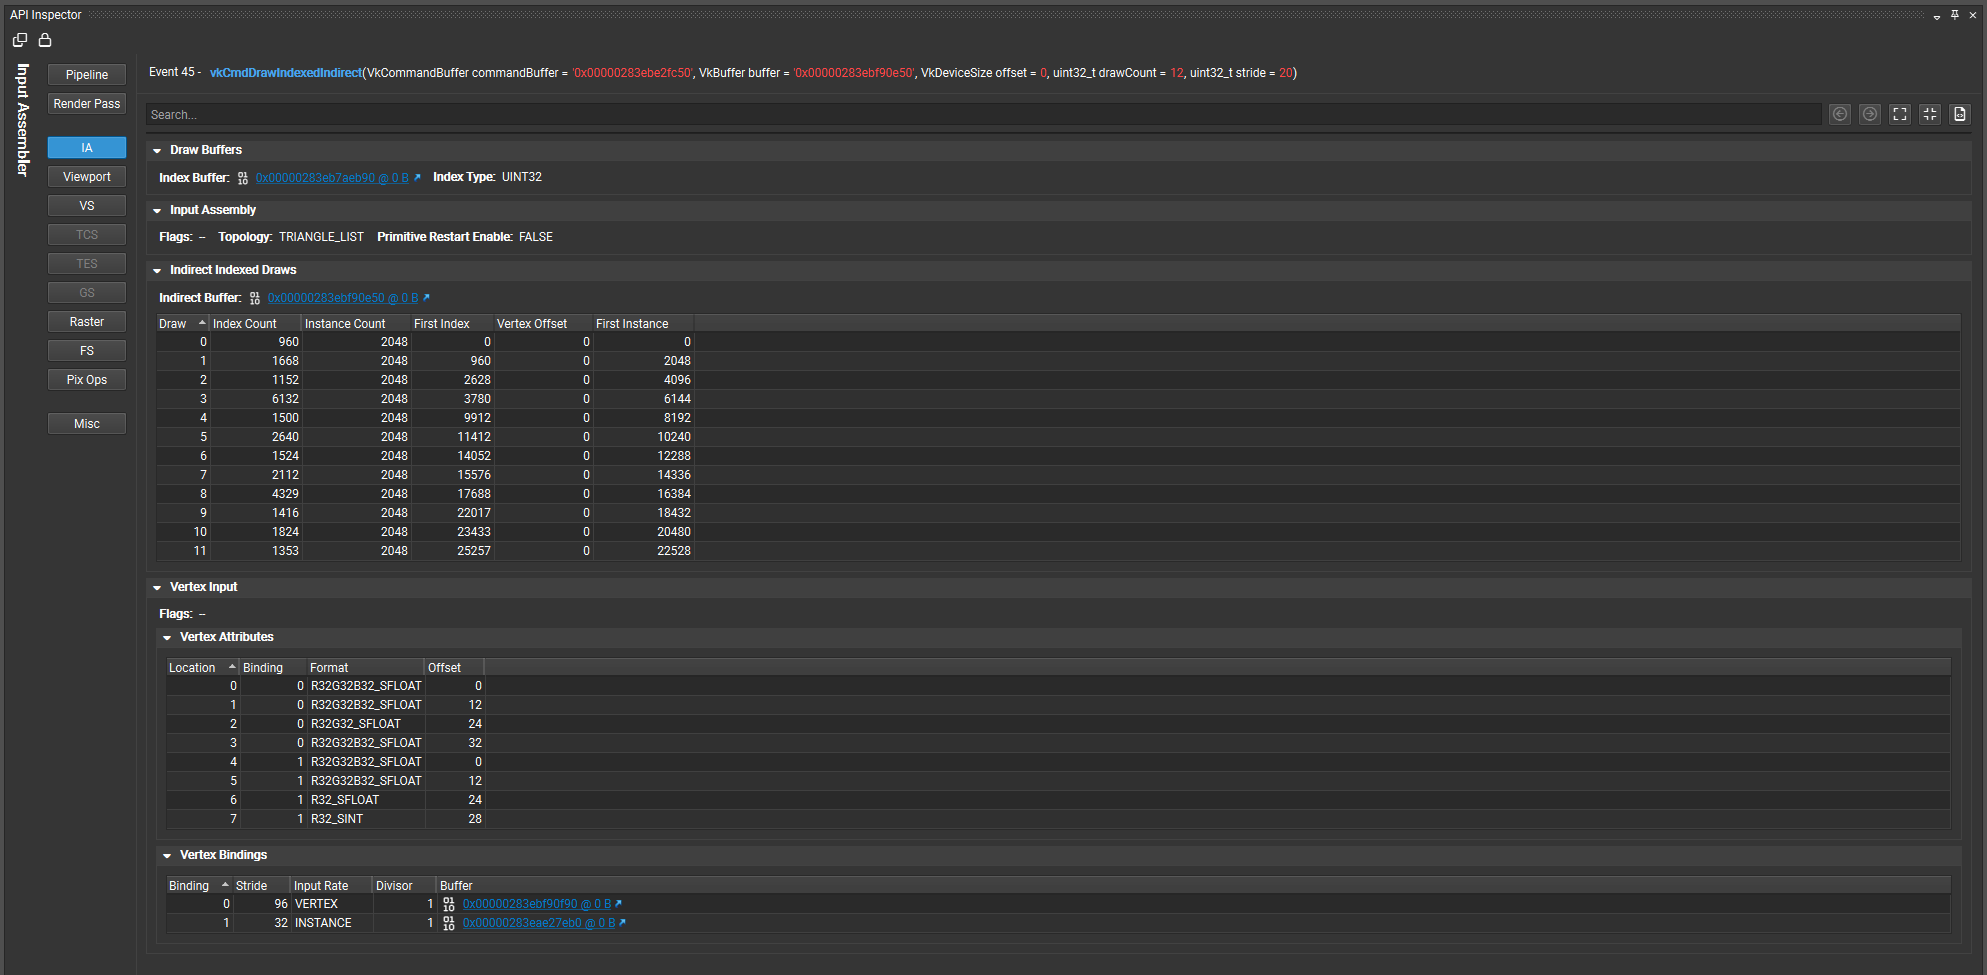 API Inspector
Input Assembler
Pipeline
Render Pass
IA
Viewport
VS
TCS
TES
GS
Raster
FS
Pix Ops
Misc
Event 45 - vkCmdDrawIndexedIndirect(VkCommandBuffer commandBuffer = '0x00000283ebe2fc50', VkBuffer buffer = '0x00000283ebf90e50', VkDeviceSize offset = 0, uint32_t drawCount = 12, uint32_t stride = 20)
Search...
Draw Buffers
Index Buffer: 0x00000283eb7aeb90 @ 0 B Index Type: UINT32
Input Assembly
Flags: -- Topology: TRIANGLE_LIST Primitive Restart Enable: FALSE
Indirect Indexed Draws
Indirect Buffer: 0x00000283ebf90e50 @ 0 B
Draw Index Count Instance Count First Index Vertex Offset First Instance
0 960 2048 0 0 0
1 1668 2048 960 0 2048
2 1152 2048 2628 0 4096
3 6132 2048 3780 0 6144
4 1500 2048 9912 0 8192
5 2640 2048 11412 0 10240
6 1524 2048 14052 0 12288
7 2112 2048 15576 0 14336
8 4329 2048 17688 0 16384
9 1416 2048 22017 0 18432
10 1824 2048 23433 0 20480
11 1353 2048 25257 0 22528
Vertex Input
Flags: --
Vertex Attributes
Location Binding Format Offset
0 0 R32G32B32_SFLOAT 0
1 0 R32G32B32_SFLOAT 12
2 0 R32G32_SFLOAT 24
3 0 R32G32B32_SFLOAT 32
4 1 R32G32B32_SFLOAT 0
5 1 R32G32B32_SFLOAT 12
6 1 R32_SFLOAT 24
7 1 R32_SINT 28
Vertex Bindings
Binding Stride Input Rate Divisor Buffer
0 96 VERTEX 1 0x00000283ebf90f90 @ 0 B
1 32 INSTANCE 1 0x00000283eae27eb0 @ 0 B